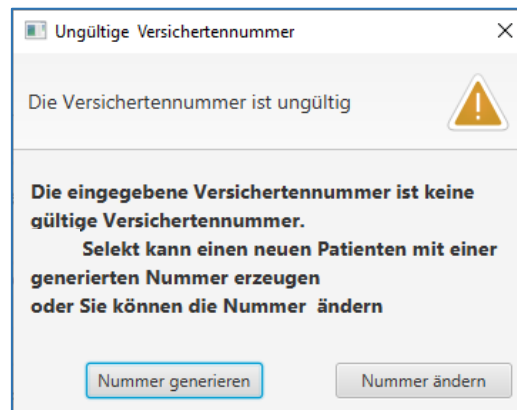 Ungültige Versichertennummer
Die Versichertennummer ist ungültig
Die eingegebene Versichertennummer ist keine
gültige Versichertennummer.
Selekt kann einen neuen Patienten mit einer
generierten Nummer erzeugen
oder Sie können die Nummer ändern
Nummer generieren
Nummer ändern